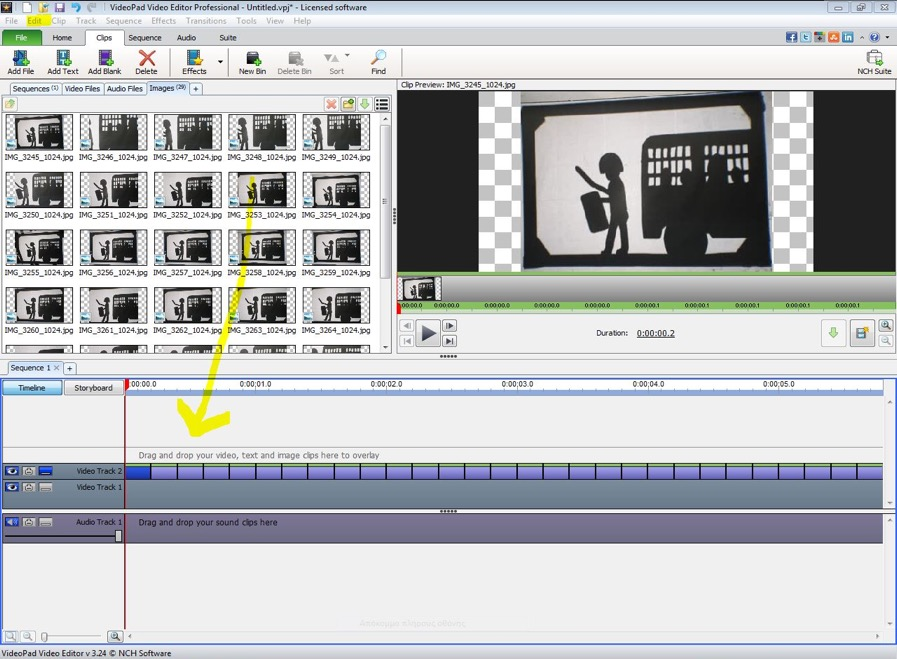 VideoPad Video Editor Professional - Untitled.vpj* - Licensed software
File Edit Clip Track Sequence Effects Transitions Tools View Help
File Home Clips Sequence Audio Suite
Add File Add Text Add Blank Delete Effects New Bin Delete Bin Sort Find NCH Suite
Sequences (1) Video Files Audio Files Images (29) +
Clip Preview: IMG_3245_1024.jpg
IMG_3245_1024.jpg IMG_3246_1024.jpg IMG_3247_1024.jpg IMG_3248_1024.jpg IMG_3249_1024.jpg
IMG_3250_1024.jpg IMG_3251_1024.jpg IMG_3252_1024.jpg IMG_3253_1024.jpg IMG_3254_1024.jpg
IMG_3255_1024.jpg IMG_3256_1024.jpg IMG_3257_1024.jpg IMG_3258_1024.jpg IMG_3259_1024.jpg
IMG_3260_1024.jpg IMG_3261_1024.jpg IMG_3262_1024.jpg IMG_3263_1024.jpg IMG_3264_1024.jpg
:00:00.0 0:00:00.0 0:00:00.0 0:00:00.0 0:00:00.0 0:00:00.1 0:00:00.1 0:00:00.1 0:00:00.1 0:00:00.1
Duration: 0:00:00.2
Sequence 1 +
Timeline Storyboard
:00:00.0 0:00:01.0 0:00:02.0 0:00:03.0 0:00:04.0 0:00:05.0
Drag and drop your video, text and image clips here to overlay
Video Track 2
Video Track 1
Audio Track 1 Drag and drop your sound clips here
VideoPad Video Editor v 3.24 © NCH Software